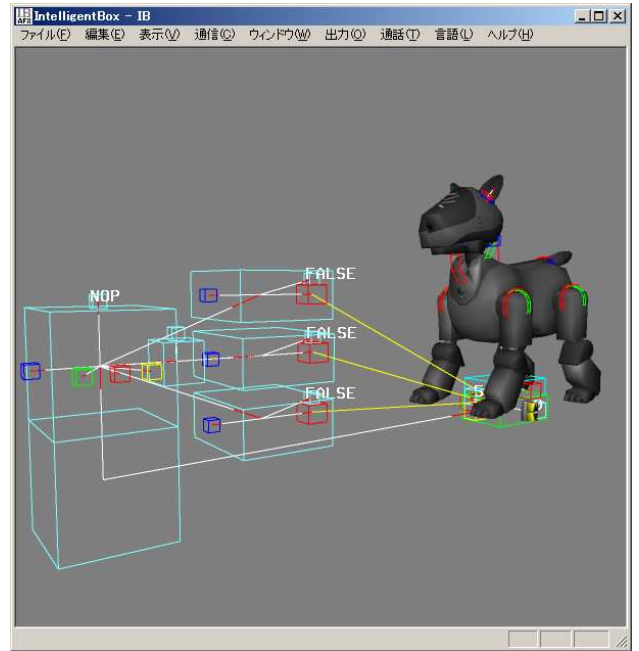 IntelligentBox - IB
ファイル(F) 編集(E) 表示(V) 通信(C) ウィンドウ(W) 出力(O) 通話(T) 言語(L) ヘルプ(H)
FALSE
NOP
FALSE
FALSE
5